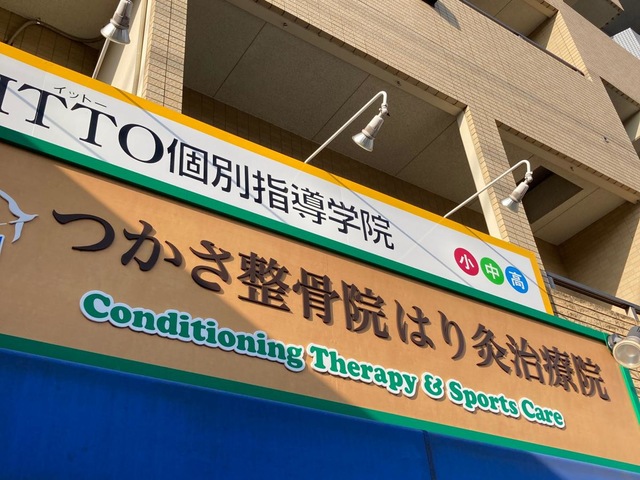 イットー
ITTO個別指導学院
小中高
つかさ整骨院はり灸治療院
Conditioning Therapy & Sports Care